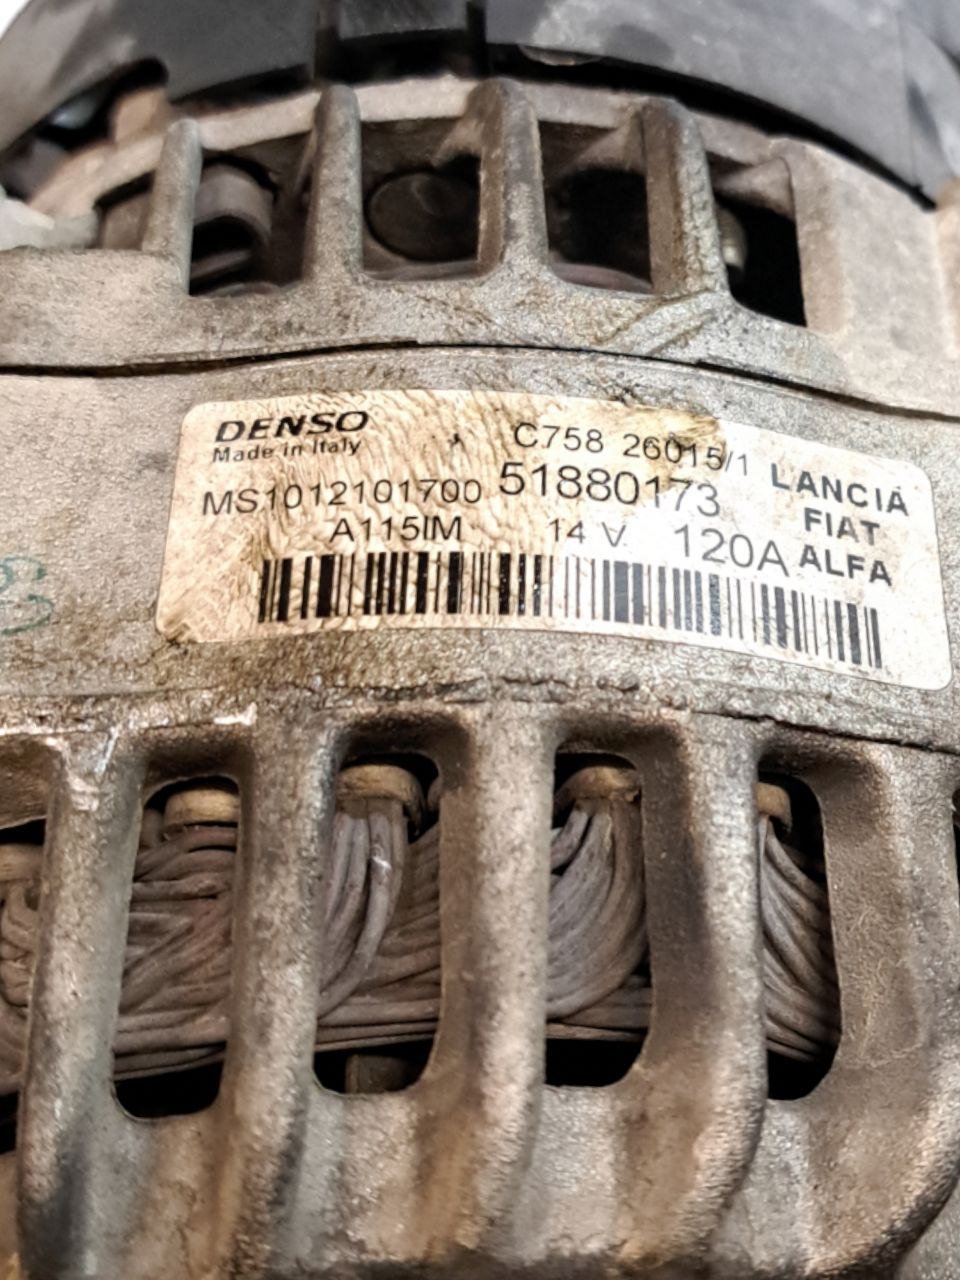 DENSO
Made in Italy
C758 26015/1
MS1012101700 51880173
A115IM 14 V. 120A
LANCIA
FIAT
ALFA